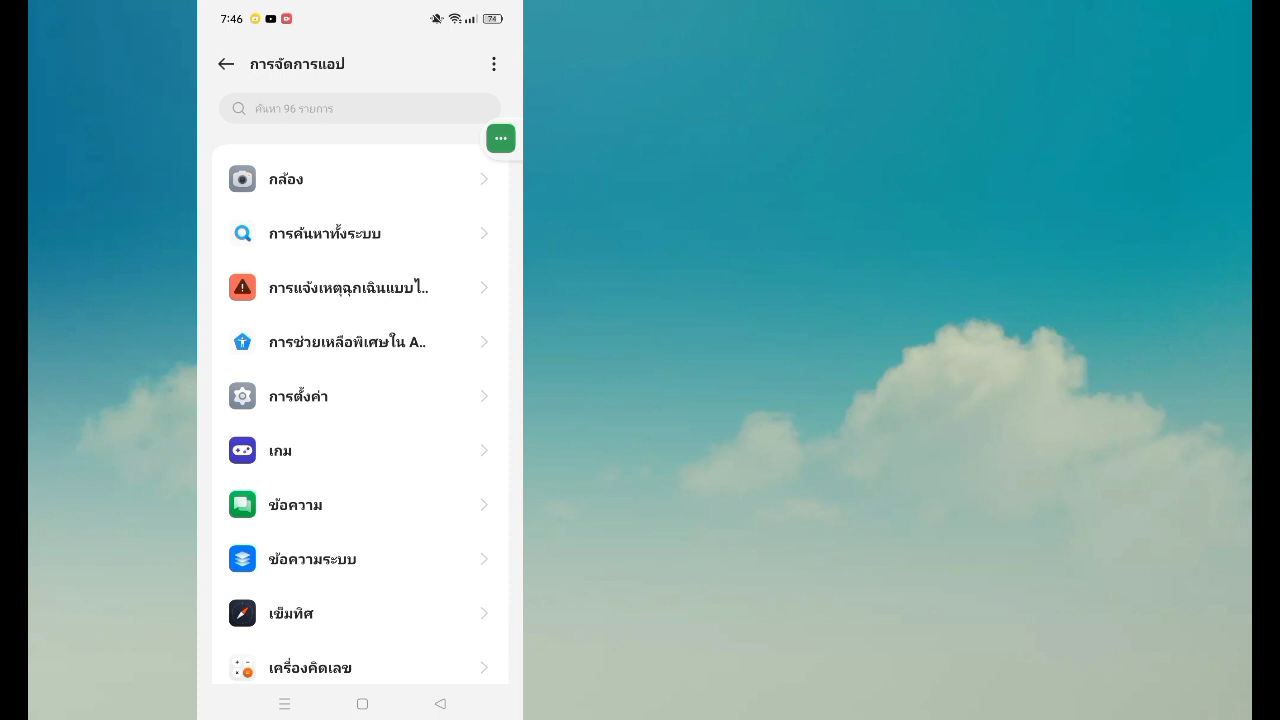 7:46
74
การจัดการแอป
ค้นหา 96 รายการ
กล้อง
การค้นหาทั้งระบบ
การแจ้งเหตุฉุกเฉินแบบไ..
การช่วยเหลือพิเศษใน A..
การตั้งค่า
เกม
ข้อความ
ข้อความระบบ
เข็มทิศ
เครื่องคิดเลข